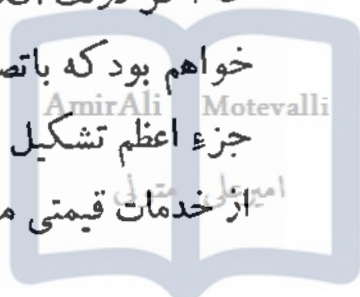 خواهم بود که باتص
AmirAli Motevalli
جزءِ اعظم تشکیل
امیرعلی متولی
از خدمات قیمتی م